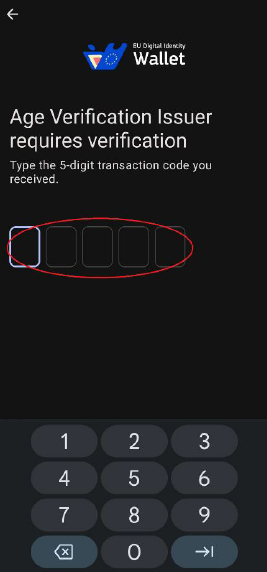 EU Digital Identity
Wallet
Age Verification Issuer
requires verification
Type the 5-digit transaction code you
received.
1 2 3
4 5 6
7 8 9
0